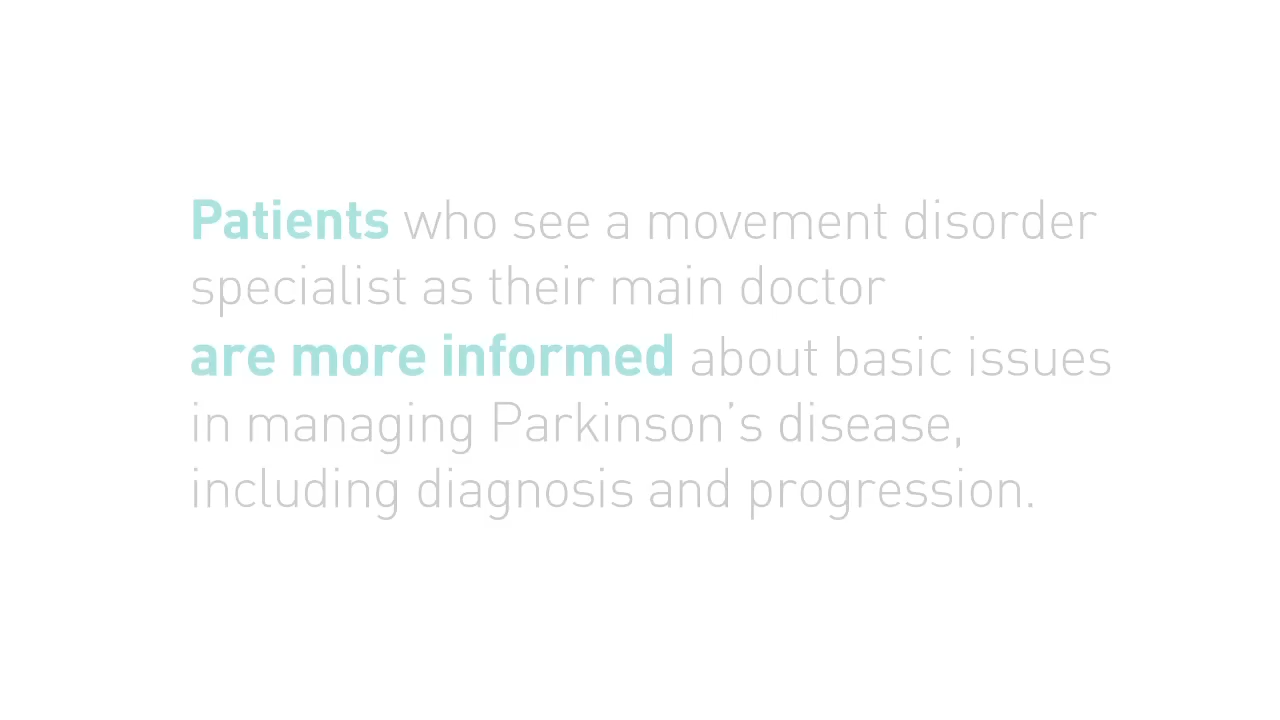 Patients who see a movement disorder
specialist as their main doctor
are more informed about basic issues
in managing Parkinson’s disease,
including diagnosis and progression.